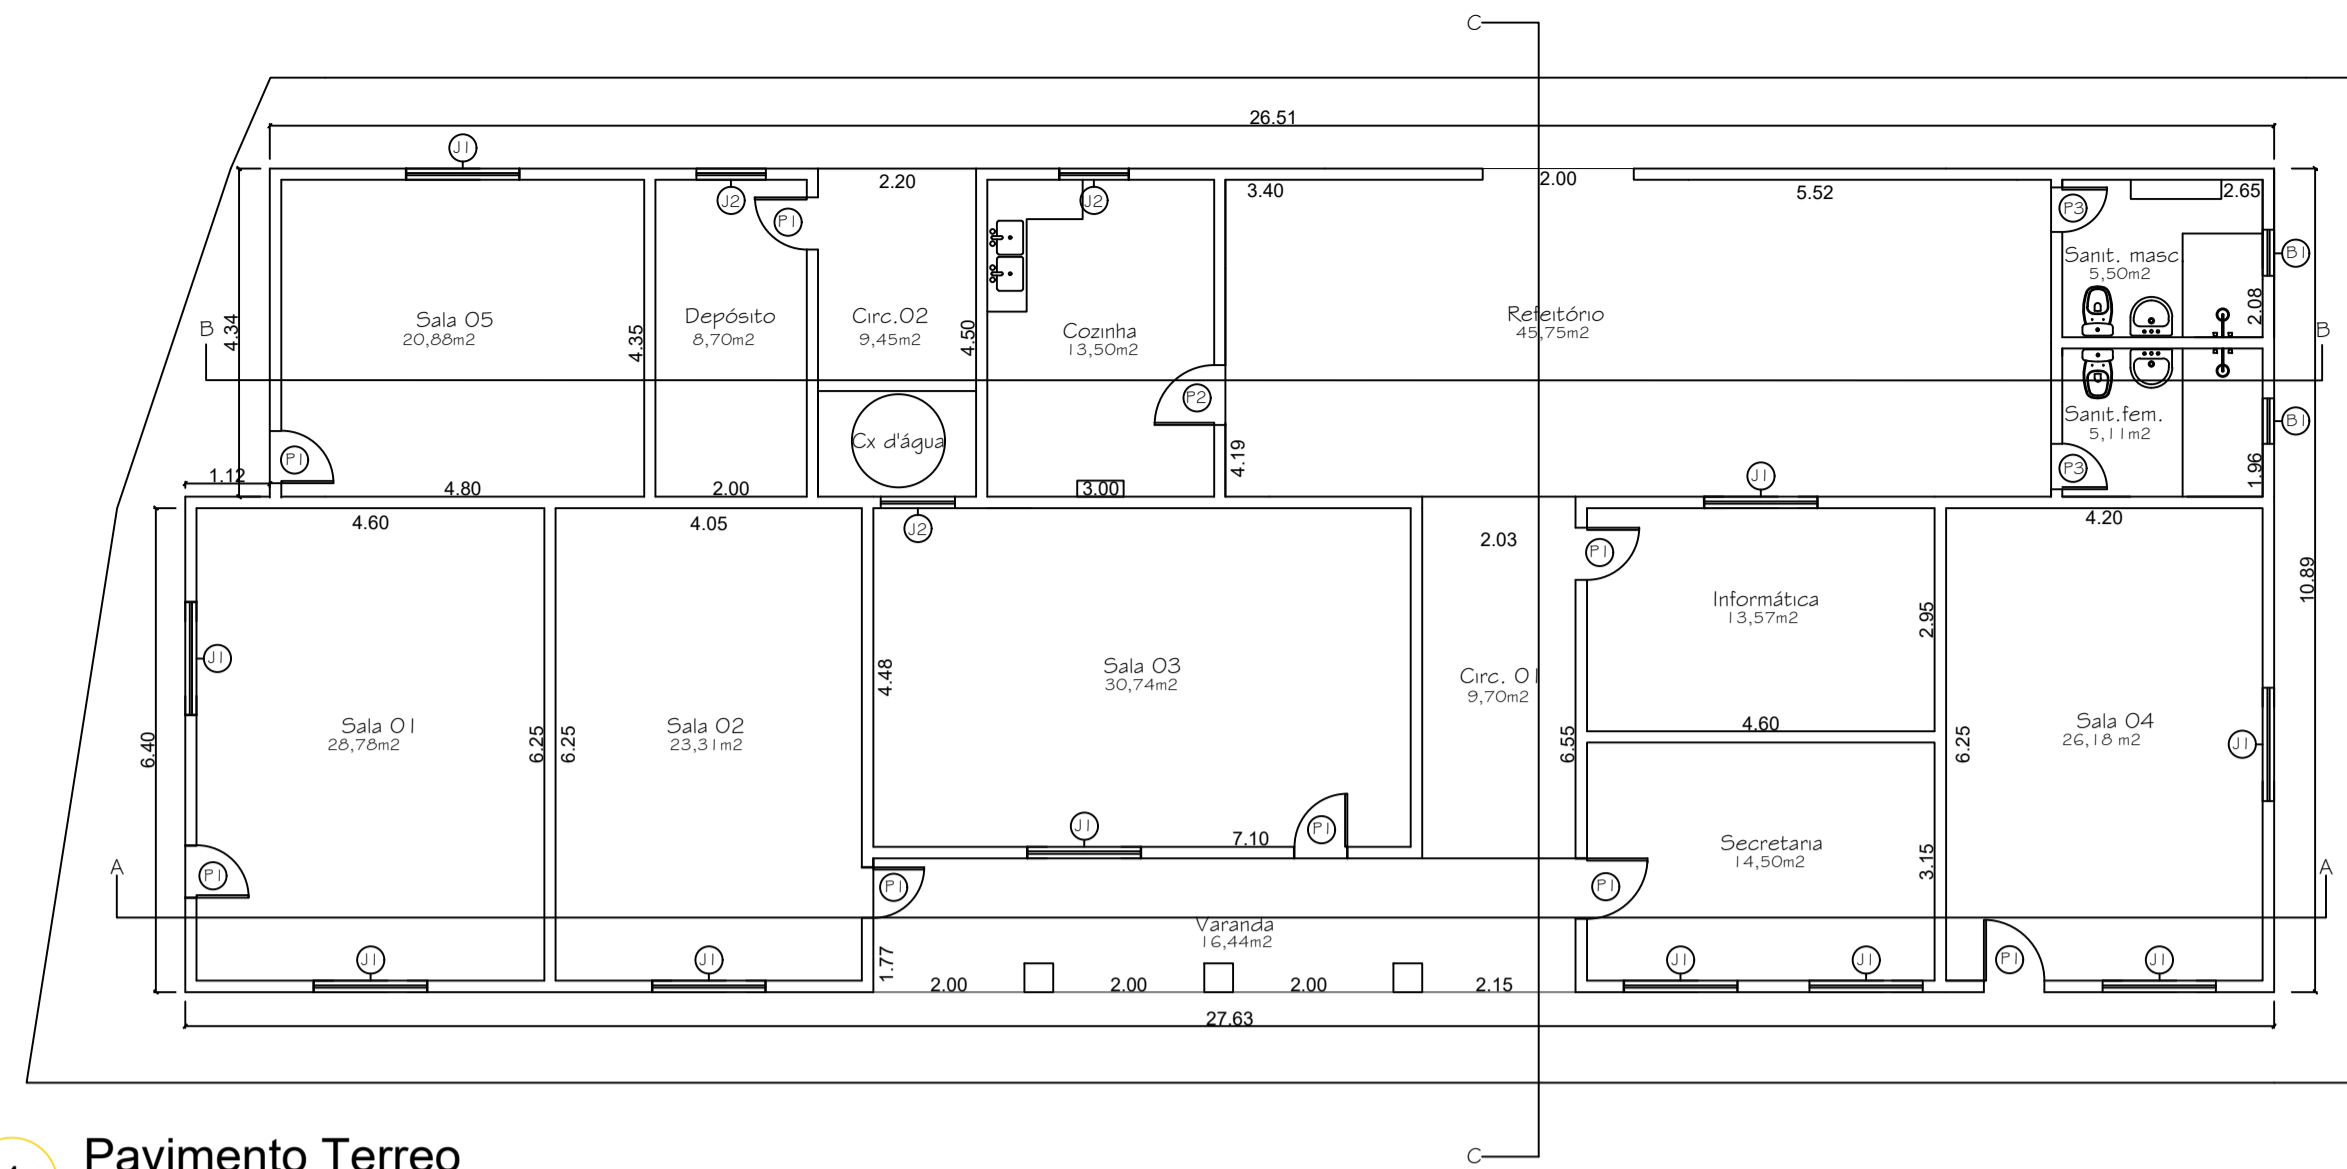 C
26.51
J1
2.20
3.40
2.00
5.52
2.65
J2
P1
J2
P3
Sanit. masc.
5,50m2
B1
2.08
B
4.34
Sala 05
20,88m2
4.35
Depósito
8,70m2
Circ.02
9,45m2
4.50
Cozinha
13,50m2
Refeitório
45,75m2
B
P2
Sanit.fem.
5,11m2
B1
Cx d'água
P1
4.19
J1
P3
1.96
1.12
4.80
2.00
3.00
4.60
4.05
J2
2.03
4.20
P1
10.89
Informática
13,57m2
2.95
J1
4.48
Sala 03
30,74m2
Circ. 01
9,70m2
6.40
Sala 01
28,78m2
6.25
6.25
Sala 02
23,31m2
6.55
4.60
6.25
Sala 04
26,18 m2
J1
J1
7.10
P1
Secretaria
14,50m2
3.15
A
P1
P1
P1
A
Varanda
16,44m2
J1
J1
1.77
J1
J1
P1
J1
2.00
2.00
2.00
2.15
27.63
Pavimento Terreo
C